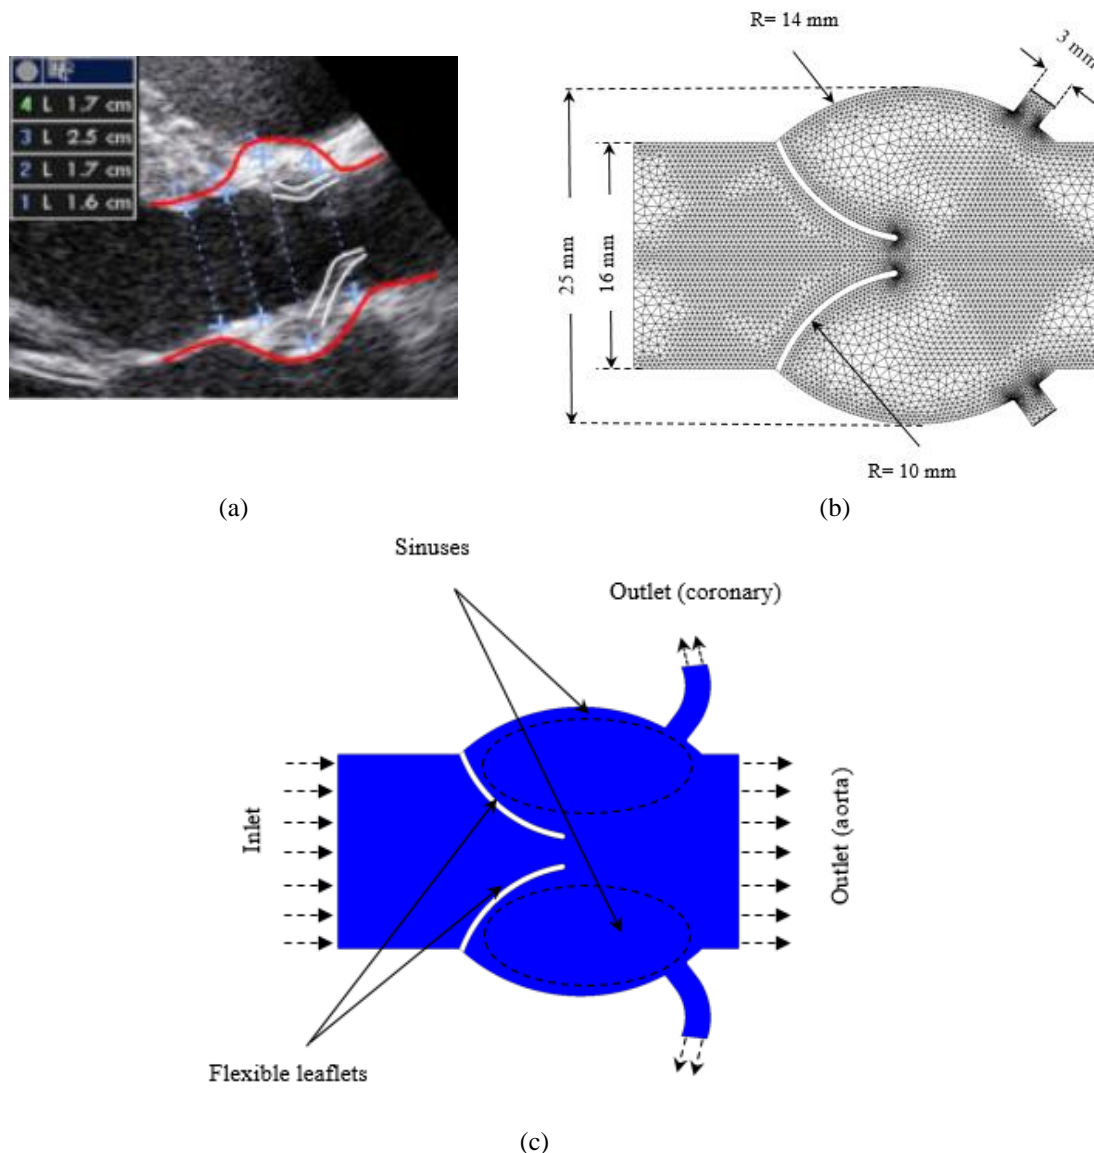 4 L 1.7 cm
3 L 2.5 cm
2 L 1.7 cm
1 L 1.6 cm
(a)
R= 14 mm
3 mm
25 mm
16 mm
R= 10 mm
(b)
Sinuses
Outlet (coronary)
Inlet
Outlet (aorta)
Flexible leaflets
(c)